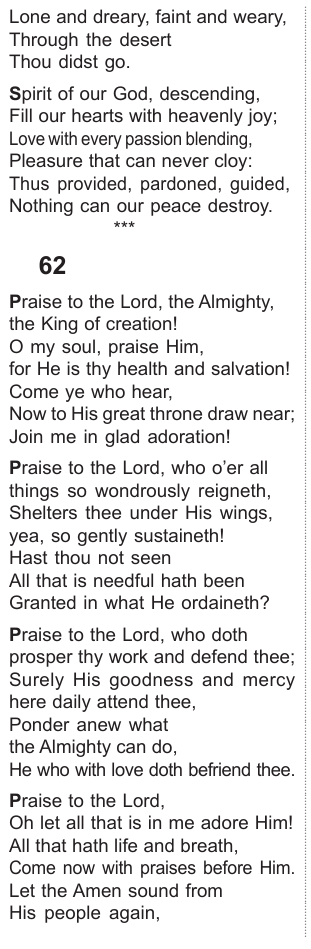 Lone and dreary, faint and weary,
Through the desert
Thou didst go.
Spirit of our God, descending,
Fill our hearts with heavenly joy;
Love with every passion blending,
Pleasure that can never cloy:
Thus provided, pardoned, guided,
Nothing can our peace destroy.
***
62
Praise to the Lord, the Almighty,
the King of creation!
O my soul, praise Him,
for He is thy health and salvation!
Come ye who hear,
Now to His great throne draw near;
Join me in glad adoration!
Praise to the Lord, who o’er all
things so wondrously reigneth,
Shelters thee under His wings,
yea, so gently sustaineth!
Hast thou not seen
All that is needful hath been
Granted in what He ordaineth?
Praise to the Lord, who doth
prosper thy work and defend thee;
Surely His goodness and mercy
here daily attend thee,
Ponder anew what
the Almighty can do,
He who with love doth befriend thee.
Praise to the Lord,
Oh let all that is in me adore Him!
All that hath life and breath,
Come now with praises before Him.
Let the Amen sound from
His people again,